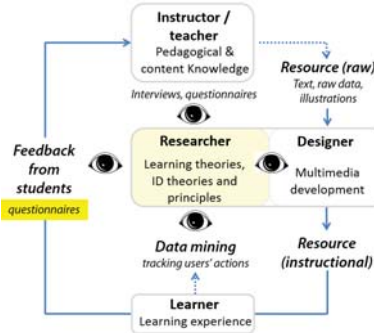 Instructor /
teacher
Pedagogical &
content Knowledge
Resource (raw)
Text, raw data,
illustrations
Interviews, questionnaires
Feedback
from
students
questionnaires
Researcher
Learning theories,
ID theories and
principles
Designer
Multimedia
development
Data mining
tracking users' actions
Resource
(instructional)
Learner
Learning experience